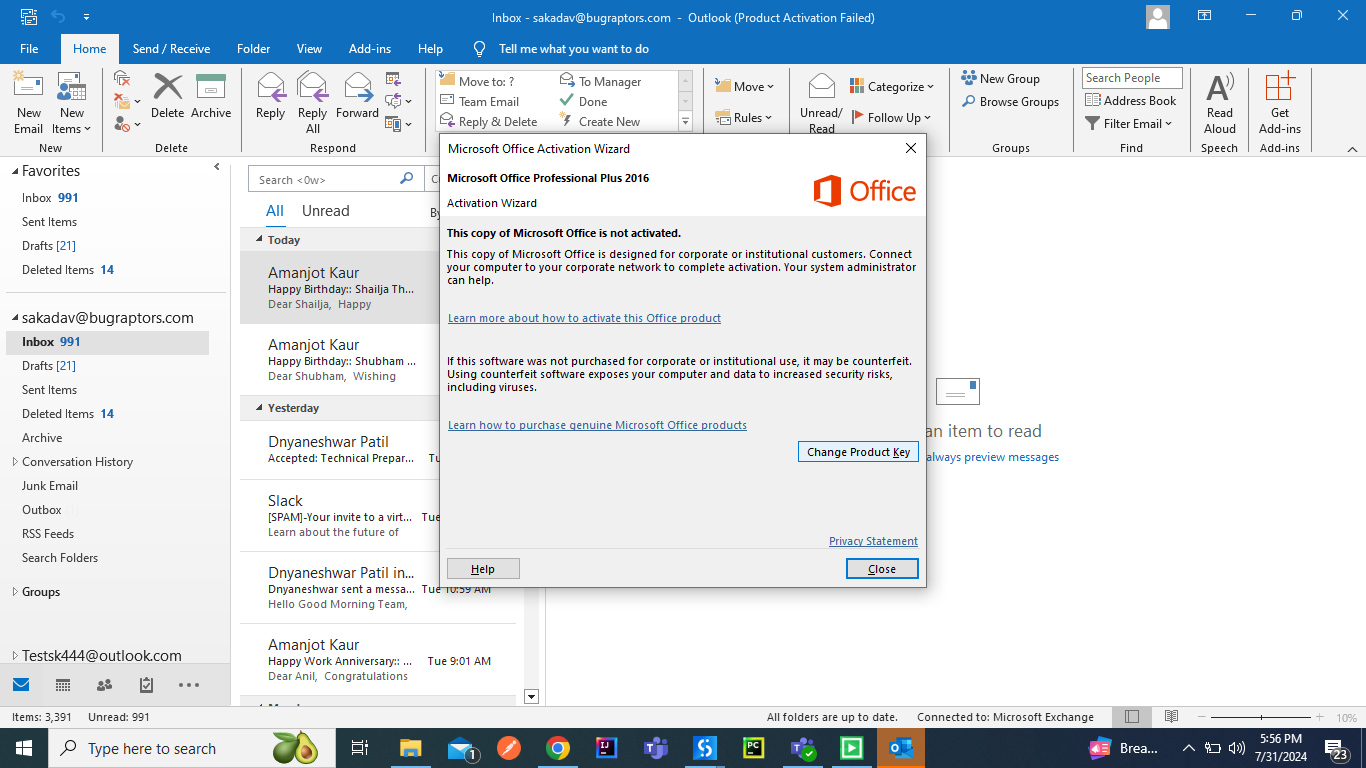 Inbox - sakadav@bugraptors.com - Outlook (Product Activation Failed)
File Home Send / Receive Folder View Add-ins Help Tell me what you want to do
New Email
New Items
New
Delete
Archive
Delete
Reply
Reply All
Forward
Respond
Move to: ?
Team Email
Reply & Delete
To Manager
Done
Create New
Move
Rules
Unread/ Read
Categorize
Follow Up
New Group
Browse Groups
Groups
Search People
Address Book
Filter Email
Find
Read Aloud
Speech
Get Add-ins
Add-ins
Favorites
Inbox 991
Sent Items
Drafts [21]
Deleted Items 14
sakadav@bugraptors.com
Inbox 991
Drafts [21]
Sent Items
Deleted Items 14
Archive
Conversation History
Junk Email
Outbox
RSS Feeds
Search Folders
Groups
Testsk444@outlook.com
Search <0w>
All Unread By
Today
Amanjot Kaur
Happy Birthday:: Shailja Th...
Dear Shailja, Happy
Amanjot Kaur
Happy Birthday:: Shubham ...
Dear Shubham, Wishing
Yesterday
Dnyaneshwar Patil
Accepted: Technical Prepar... Tu
Slack
[SPAM]-Your invite to a virt... Tue
Learn about the future of
Dnyaneshwar Patil in...
Dnyaneshwar sent a messa... Tue 10:59 AM
Hello Good Morning Team,
Amanjot Kaur
Happy Work Anniversary:: ... Tue 9:01 AM
Dear Anil, Congratulations
Microsoft Office Activation Wizard
Microsoft Office Professional Plus 2016
Activation Wizard
Office
This copy of Microsoft Office is not activated.
This copy of Microsoft Office is designed for corporate or institutional customers. Connect
your computer to your corporate network to complete activation. Your system administrator
can help.
Learn more about how to activate this Office product
If this software was not purchased for corporate or institutional use, it may be counterfeit.
Using counterfeit software exposes your computer and data to increased security risks,
including viruses.
Learn how to purchase genuine Microsoft Office products
Change Product Key
Privacy Statement
Help
Close
an item to read
always preview messages
Items: 3,391 Unread: 991 All folders are up to date. Connected to: Microsoft Exchange 10%
Type here to search
1
Brea...
5:56 PM
7/31/2024
23